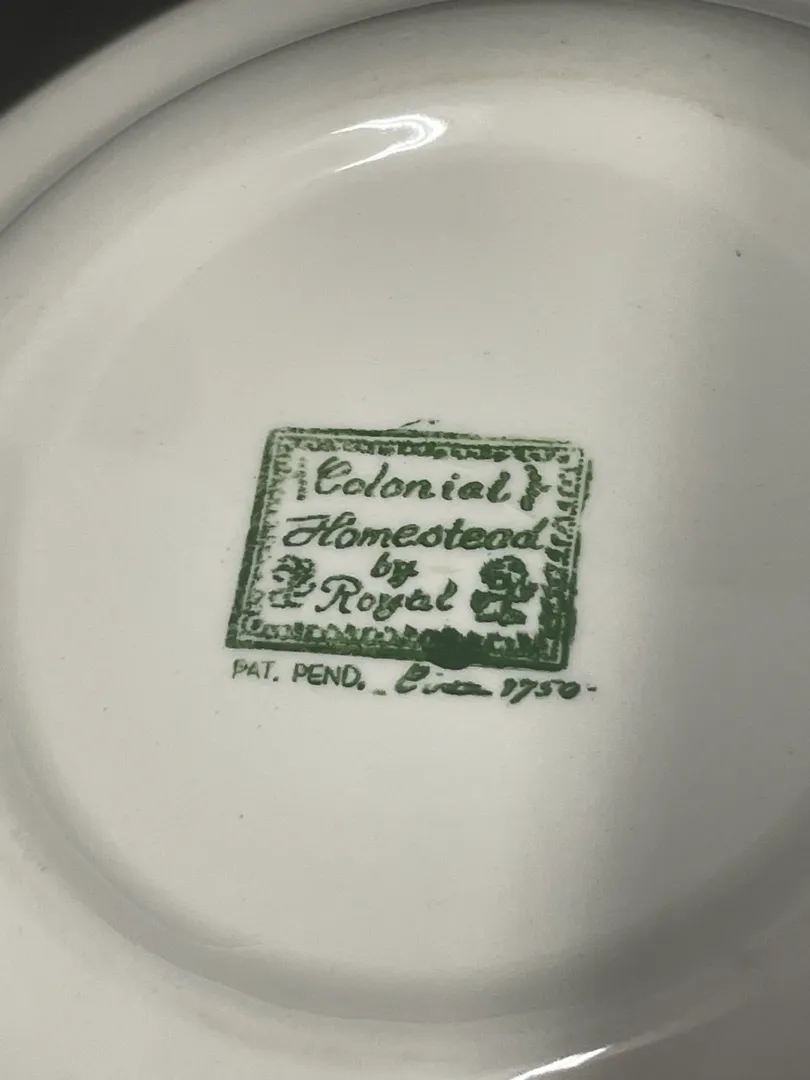 Colonial
Homestead
by
Royal
PAT. PEND. Circa 1750